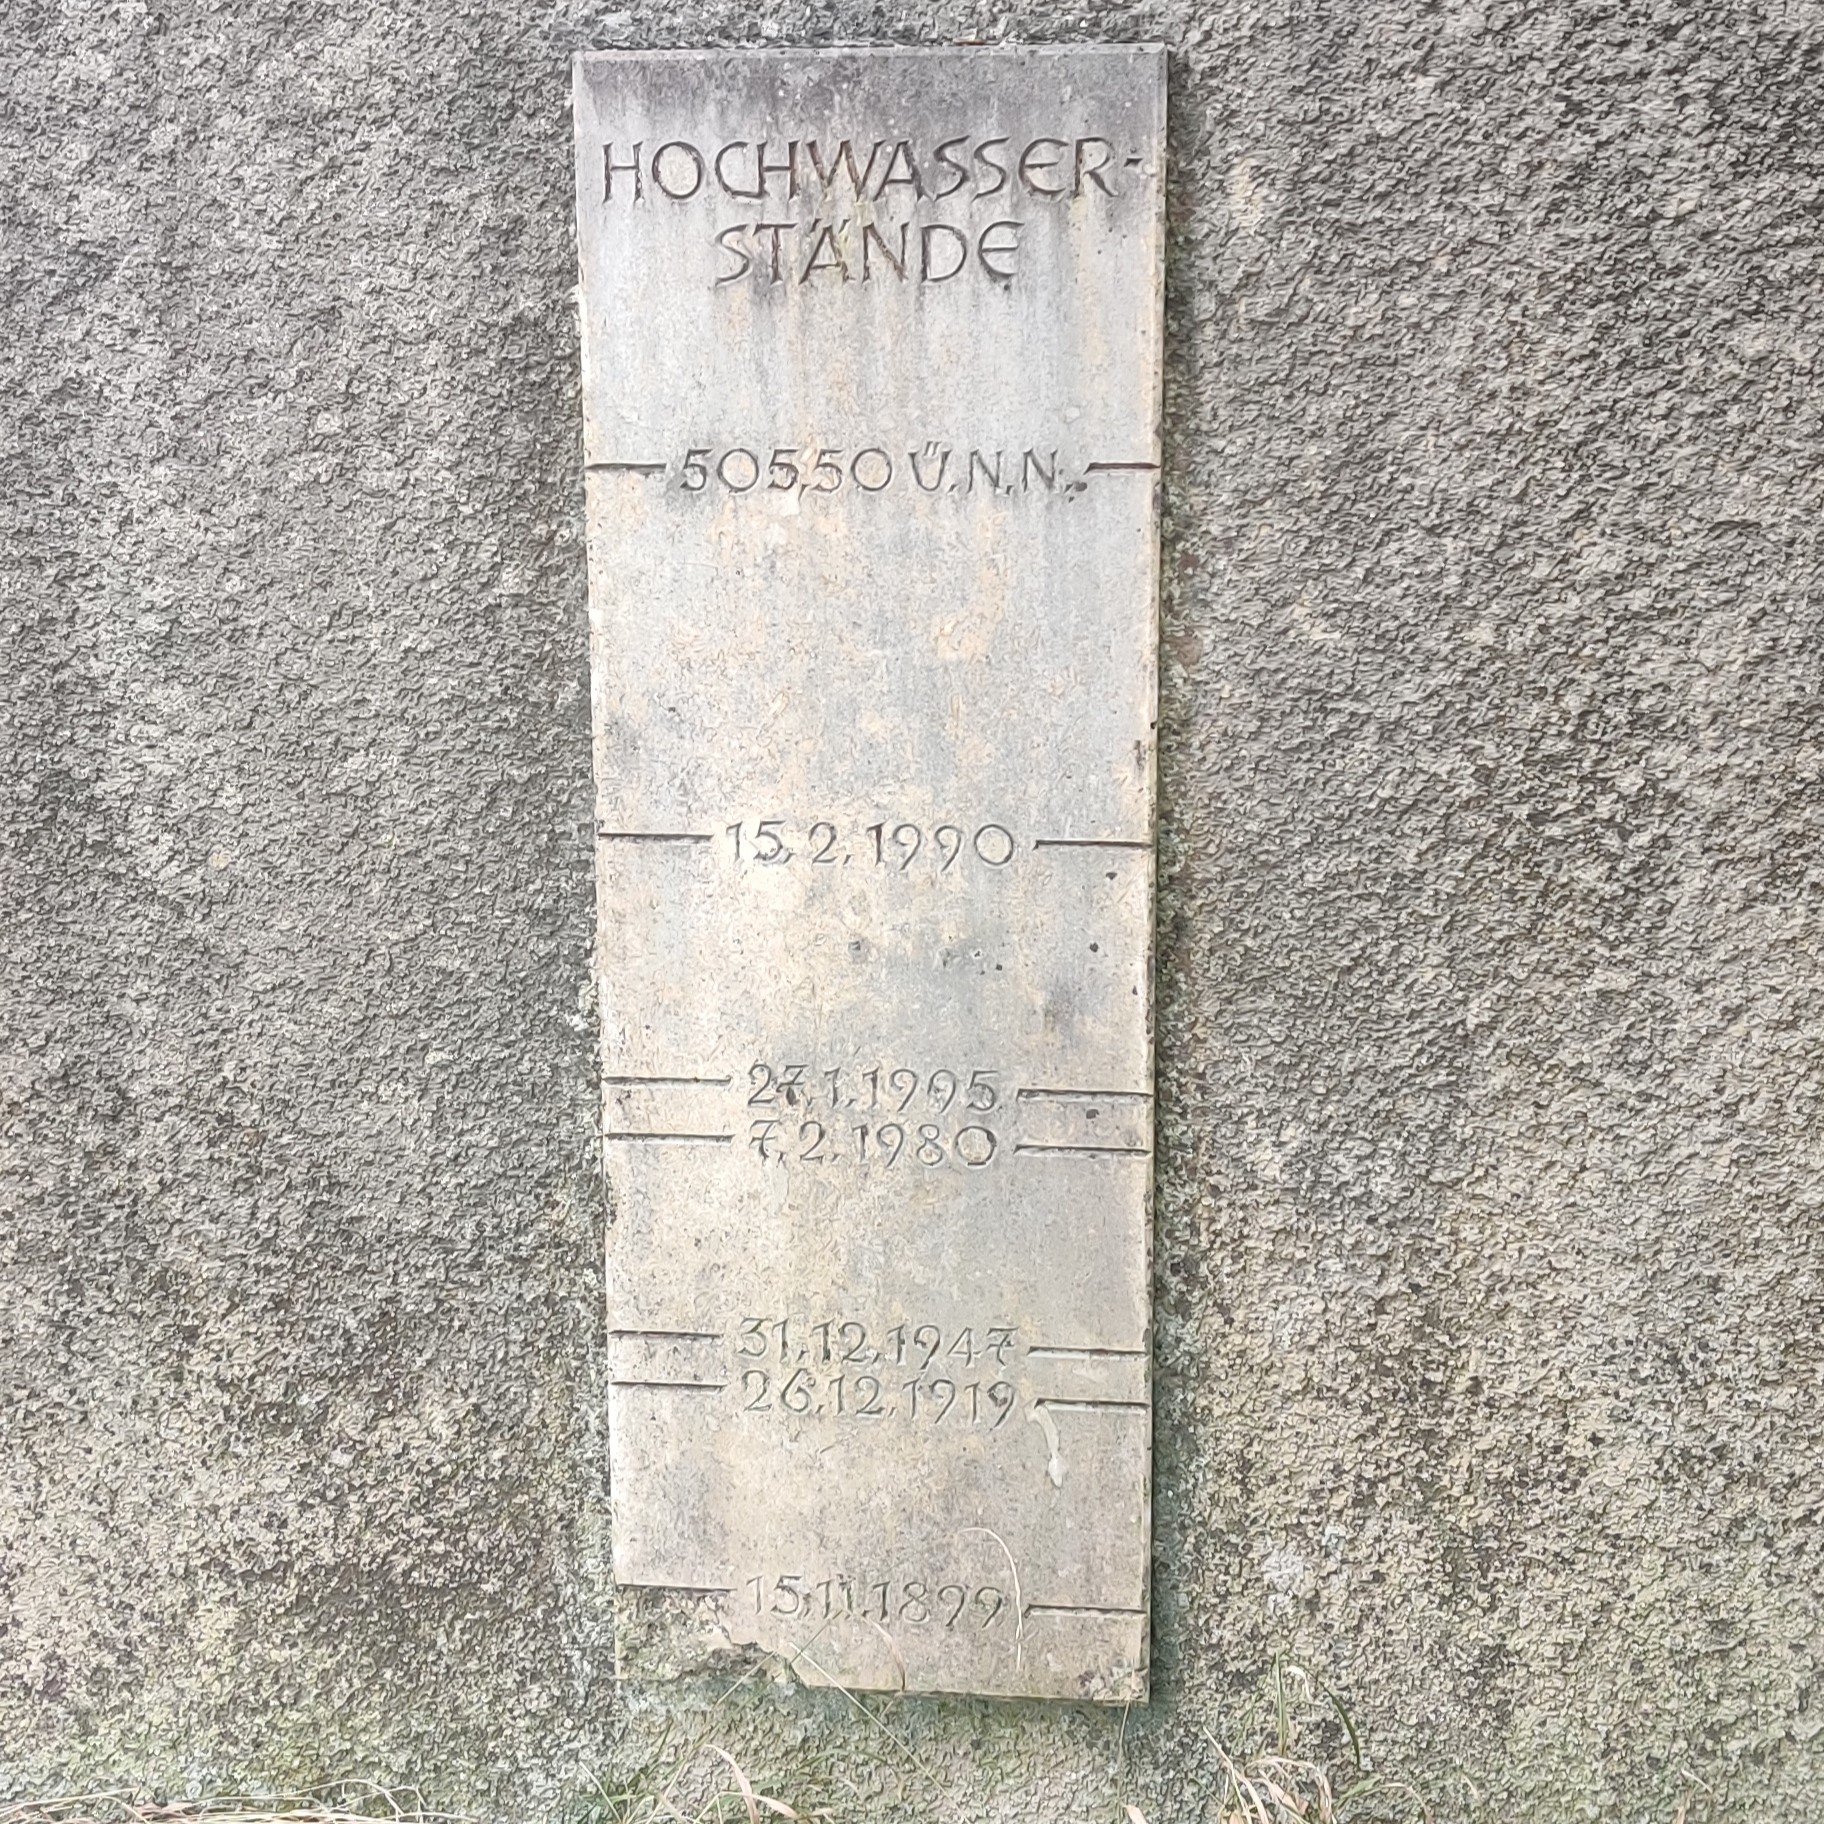 HOCHWASSER-
STÄNDE
505,50 Ü.N.N.
15.2.1990
27.1.1995
7.2.1980
31.12.1947
26.12.1919
15.11.1899